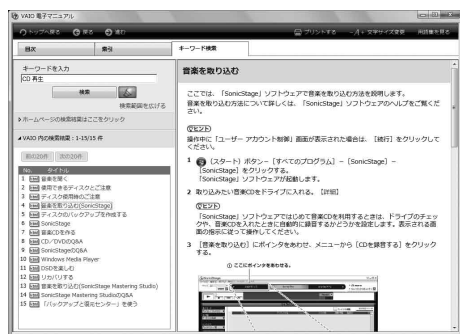 VAIO 電子マニュアル
トップへ戻る 戻る 進む プリントする -A+ 文字サイズ変更 用語集を見る
目次 索引 キーワード検索
キーワードを入力
CD 再生
検索
検索範囲を広げる
ホームページの検索結果はここをクリック
VAIO 内の検索結果：1-15/15 件
前の20件 次の20件
No. タイトル
1 音楽を聞く
2 使用できるディスクとご注意
3 ディスク使用時のご注意
4 音楽を取り込む(SonicStage)
5 ディスクのバックアップを作成する
6 SonicStage
7 音楽CDを作る
8 CD／DVDのQ&A
9 SonicStageのQ&A
10 Windows Media Player
11 DSDを楽しむ
12 リカバリする
13 音楽を取り込む(SonicStage Mastering Studio)
14 SonicStage Mastering StudioのQ&A
15 「バックアップと復元センター」を使う
音楽を取り込む
ここでは、「SonicStage」ソフトウェアで音楽を取り込む方法を説明します。
音楽を取り込む方法について詳しくは、「SonicStage」ソフトウェアのヘルプをご覧くだ
さい。
ヒント
操作中に「ユーザー アカウント制御」画面が表示された場合は、［続行］をクリックして
ください。
1 （スタート）ボタン－［すべてのプログラム］－［SonicStage］－
［SonicStage］をクリックする。
「SonicStage」ソフトウェアが起動します。
2 取り込みたい音楽CDをドライブに入れる。［詳細］
ヒント
「SonicStage」ソフトウェアではじめて音楽CDを利用するときは、ドライブのチェッ
クや、音楽CDを入れたときに自動的に録音するかどうかを設定します。表示される画
面の指示に従って操作してください。
3 ［音楽を取り込む］にポインタをあわせ、メニューから［CDを録音する］をクリック
する。
① ここにポインタをあわせる。